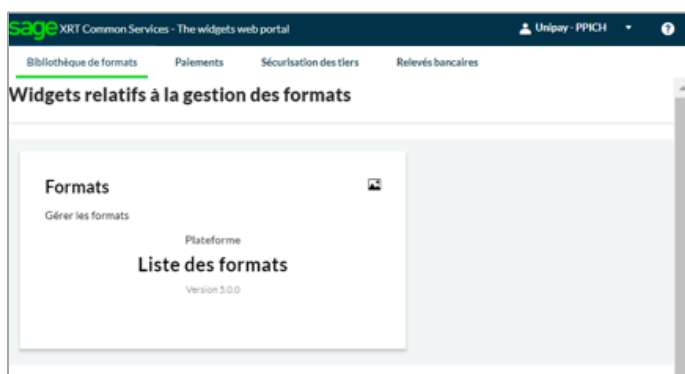 sage XRT Common Services - The widgets web portal Unipay - PPICH ?
Bibliothèque de formats Paiements Sécurisation des tiers Relevés bancaires
Widgets relatifs à la gestion des formats
Formats
Gérer les formats
Plateforme
Liste des formats
Version 5.0.0